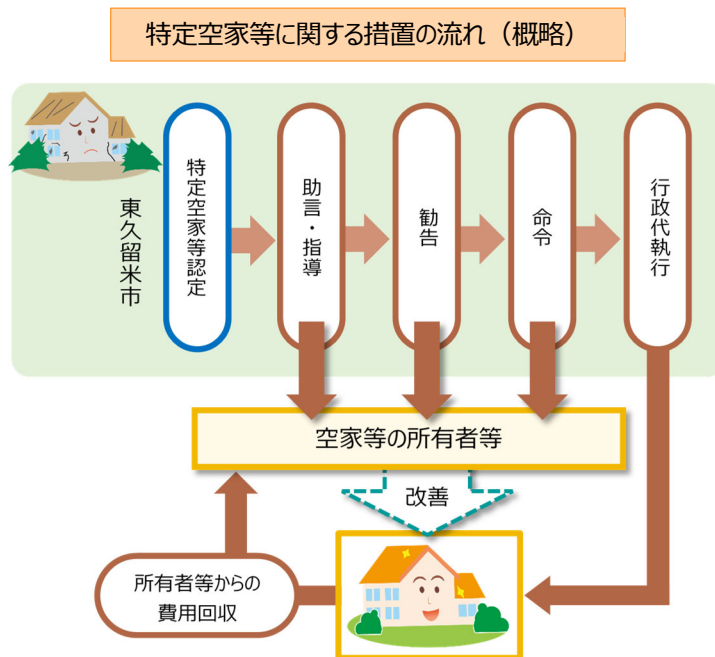 特定空家等に関する措置の流れ（概略）
東久留米市
特定空家等認定
助言・指導
勧告
命令
行政代執行
空家等の所有者等
改善
所有者等からの
費用回収